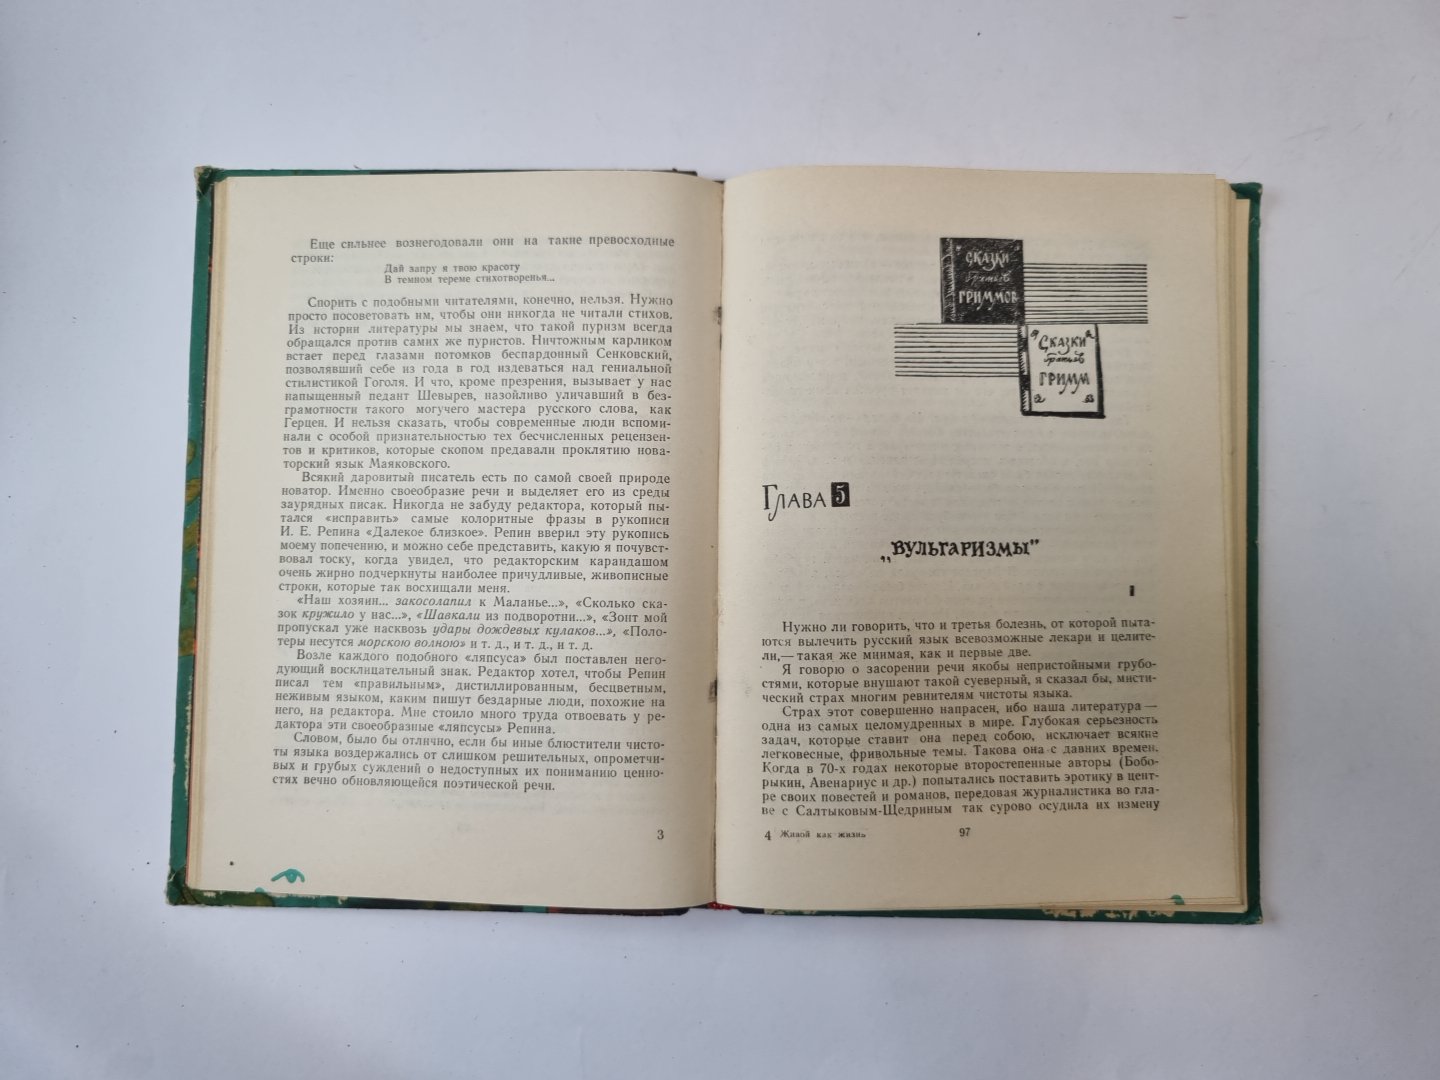 Еще сильнее вознегодовали они на такие превосходные
строки:
Дай запру я твою красоту
В темном тереме стихотворенья...
Спорить с подобными читателями, конечно, нельзя. Нужно
просто посоветовать им, чтобы они никогда не читали стихов.
Из истории литературы мы знаем, что такой пуризм всегда
обращался против самих же пуристов. Ничтожным карликом
встает перед глазами потомков беспардонный Сенковский,
позволявший себе из года в год издеваться над гениальной
стилистикой Гоголя. И что, кроме презрения, вызывает у нас
напыщенный педант Шевырев, назойливо уличавший в без-
грамотности такого могучего мастера русского слова, как
Герцен. И нельзя сказать, чтобы современные люди вспоми-
нали с особой признательностью тех бесчисленных рецензен-
тов и критиков, которые скопом предавали проклятию нова-
торский язык Маяковского.
Всякий даровитый писатель есть по самой своей природе
новатор. Именно своеобразие речи и выделяет его из среды
заурядных писак. Никогда не забуду редактора, который пы-
тался «исправить» самые колоритные фразы в рукописи
И. Е. Репина «Далекое близкое». Репин вверил эту рукопись
моему попечению, и можно себе представить, какую я почувст-
вовал тоску, когда увидел, что редакторским карандашом
очень жирно подчеркнуты наиболее причудливые, живописные
строки, которые так восхищали меня.
«Наш хозяин... закосолапил к Маланье...», «Сколько ска-
зок кружило у нас...», «Шавкали из подворотни...», «Зонт мой
пропускал уже насквозь удары дождевых кулаков...», «Поло-
теры несутся морскою волною» и т. д., и т. д., и т. д.
Возле каждого подобного «ляпсуса» был поставлен него-
дующий восклицательный знак. Редактор хотел, чтобы Репин
писал тем «правильным», дистиллированным, бесцветным,
неживым языком, каким пишут бездарные люди, похожие на
него, на редактора. Мне стоило много труда отвоевать у ре-
дактора эти своеобразные «ляпсусы» Репина.
Словом, было бы отлично, если бы иные блюстители чисто-
ты языка воздержались от слишком решительных, опрометчи-
вых и грубых суждений о недоступных их пониманию ценно-
стях вечно обновляющейся поэтической речи.
3
Сказки
братьев
Гриммов
Сказки
братьев
Гримм
Глава 5
„Вульгаризмы”
I
Нужно ли говорить, что и третья болезнь, от которой пыта-
ются вылечить русский язык всевозможные лекари и целите-
ли,— такая же мнимая, как и первые две.
Я говорю о засорении речи якобы непристойными грубо-
стями, которые внушают такой суеверный, я сказал бы, мисти-
ческий страх многим ревнителям чистоты языка.
Страх этот совершенно напрасен, ибо наша литература —
одна из самых целомудренных в мире. Глубокая серьезность
задач, которые ставит она перед собою, исключает всякие
легковесные, фривольные темы. Такова она с давних времен.
Когда в 70-х годах некоторые второстепенные авторы (Бобо-
рыкин, Авенариус и др.) попытались поставить эротику в цент-
ре своих повестей и романов, передовая журналистика во гла-
ве с Салтыковым-Щедриным так сурово осудила их измену
4 Живой как жизнь
97